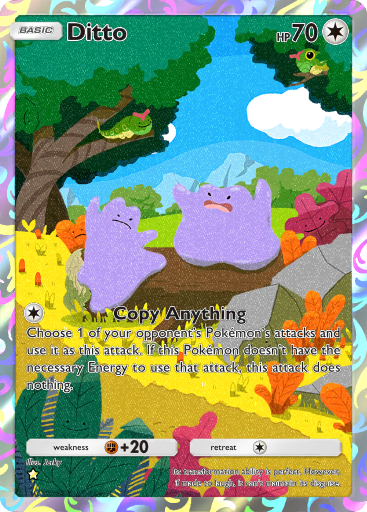 BASIC Ditto HP 70
Copy Anything
Choose 1 of your opponent's Pokémon's attacks and
use it as this attack. If this Pokémon doesn't have the
necessary Energy to use that attack, this attack does
nothing.
weakness +20 retreat
Illus. Jerky
Its transformation ability is perfect. However,
if made to laugh, it can't maintain its disguise.